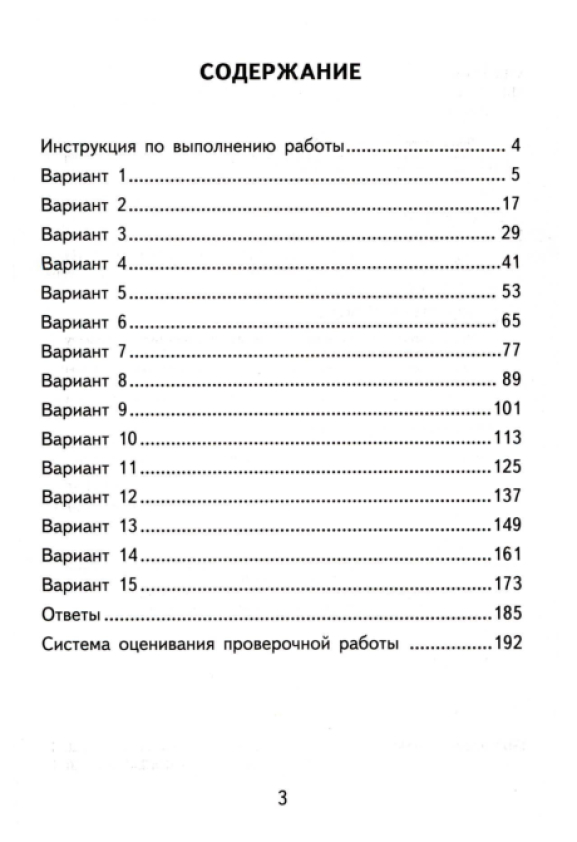 СОДЕРЖАНИЕ
Инструкция по выполнению работы........................................ 4
Вариант 1.......................................................................................... 5
Вариант 2..........................................................................................17
Вариант 3.......................................................................................... 29
Вариант 4..........................................................................................41
Вариант 5.......................................................................................... 53
Вариант 6.......................................................................................... 65
Вариант 7..........................................................................................77
Вариант 8.......................................................................................... 89
Вариант 9..........................................................................................101
Вариант 10........................................................................................113
Вариант 11........................................................................................125
Вариант 12........................................................................................137
Вариант 13........................................................................................149
Вариант 14........................................................................................161
Вариант 15........................................................................................173
Ответы................................................................................................185
Система оценивания проверочной работы ................192
3